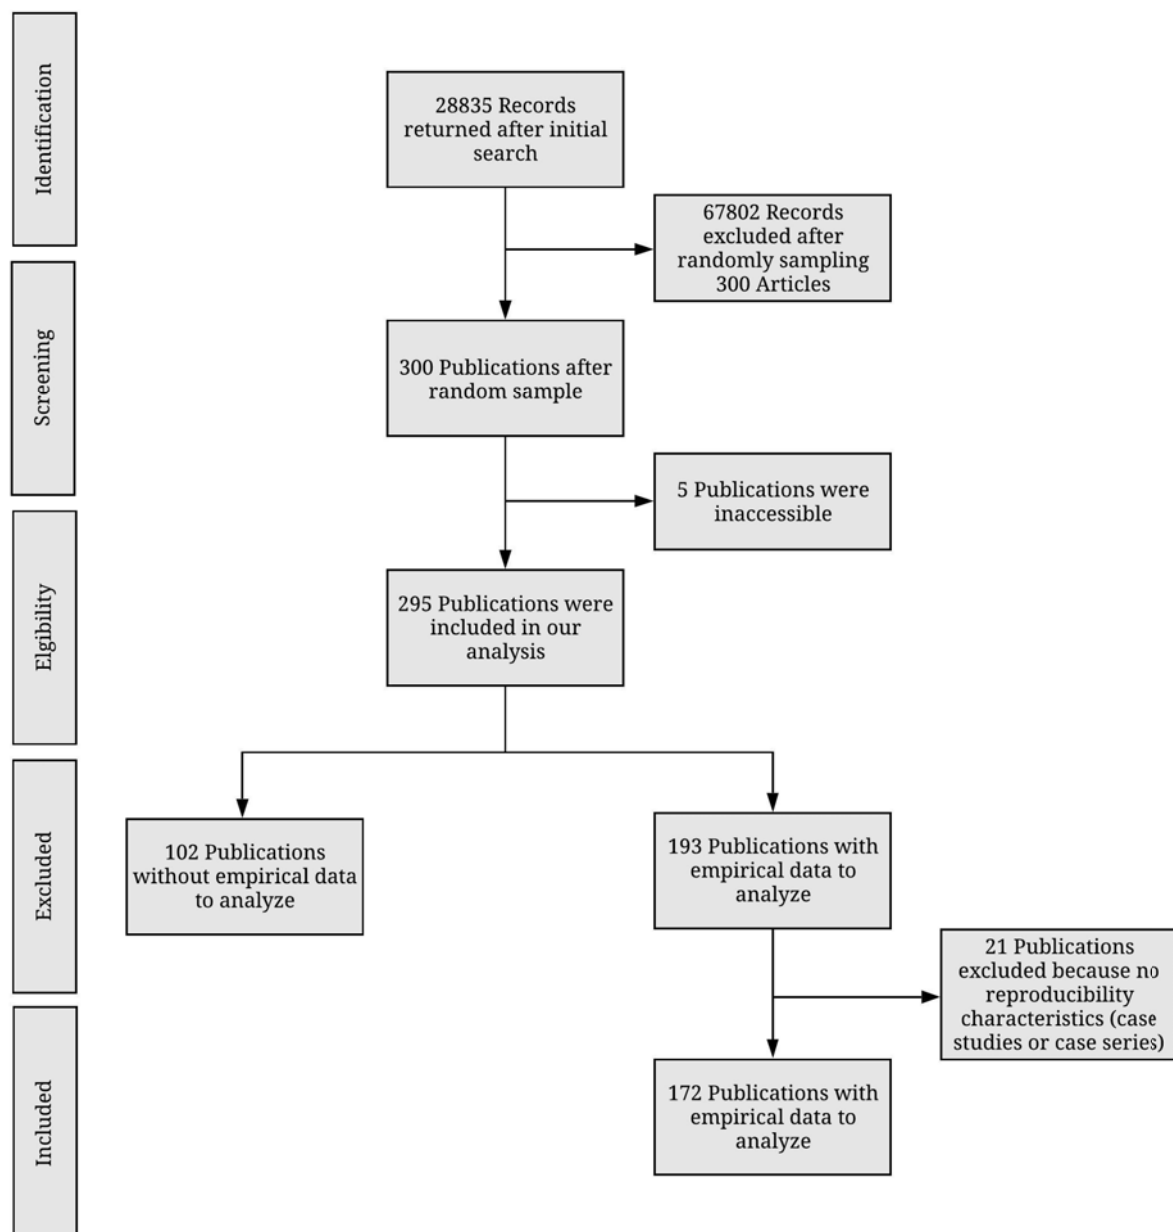 Identification
28835 Records
returned after initial
search
67802 Records
excluded after
randomly sampling
300 Articles
Screening
300 Publications after
random sample
5 Publications were
inaccessible
Elgibility
295 Publications were
included in our
analysis
Excluded
102 Publications
without empirical data
to analyze
193 Publications with
empirical data to
analyze
21 Publications
excluded because no
reproducibility
characteristics (case
studies or case series)
Included
172 Publications with
empirical data to
analyze